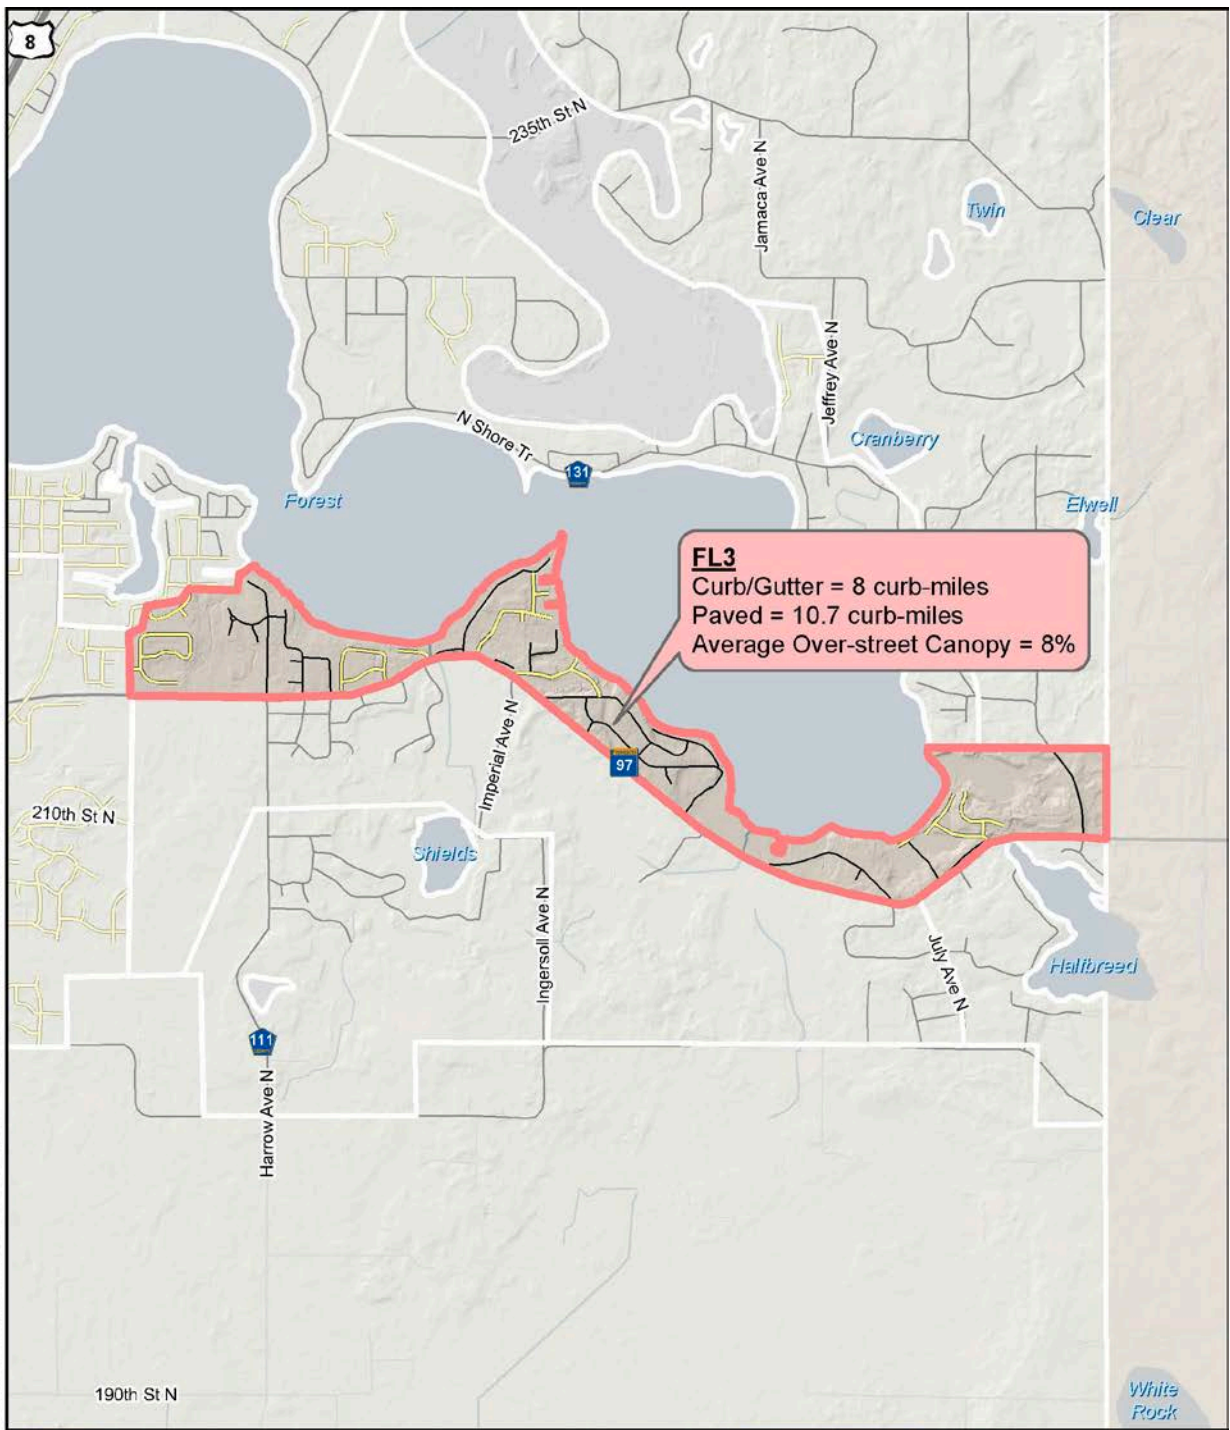 8
235th St N
Jamaca Ave N
Twin
Clear
Jeffrey Ave N
N Shore Tr
Cranberry
131
Forest
Elwell
FL3
Curb/Gutter = 8 curb-miles
Paved = 10.7 curb-miles
Average Over-street Canopy = 8%
Imperial Ave N
97
210th St N
Shields
Ingersoll Ave N
July Ave N
Halfbreed
111
Harrow Ave N
190th St N
White
Rock